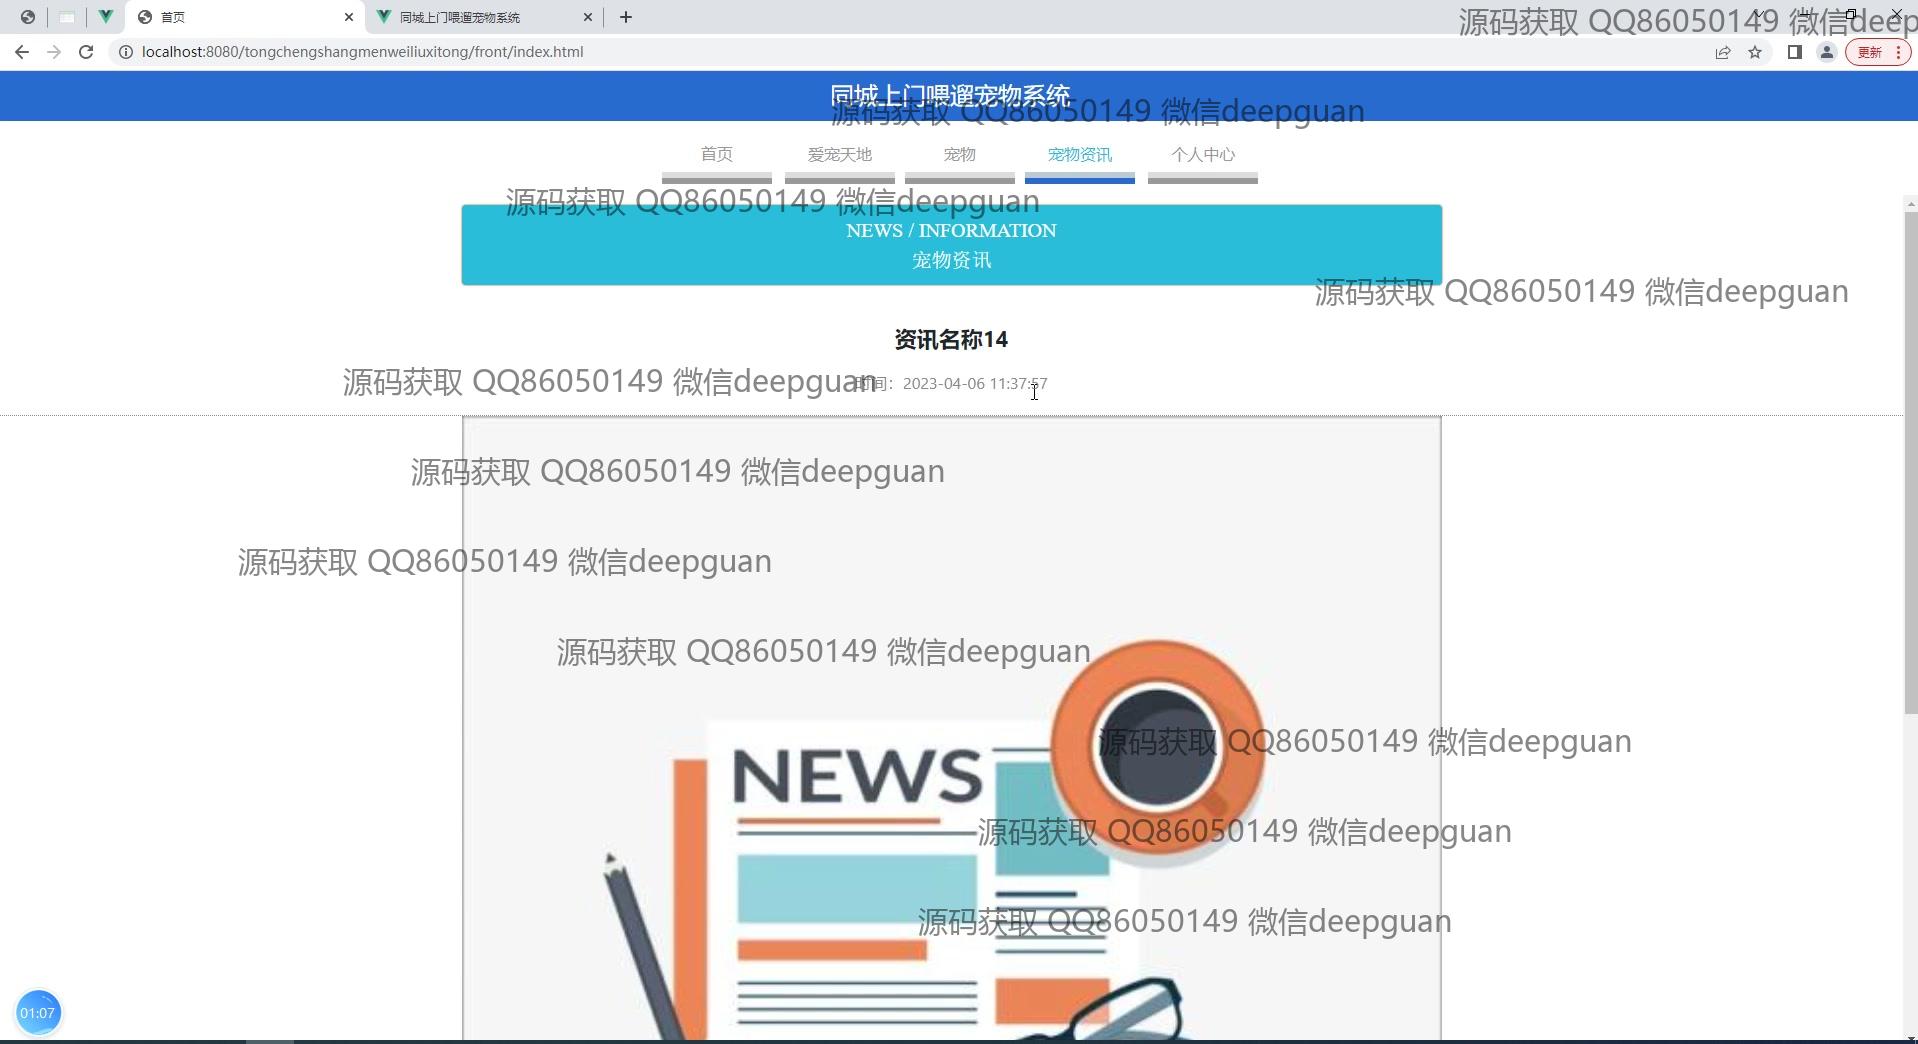 首页
同城上门喂遛宠物系统
源码获取 QQ86050149 微信deep
localhost:8080/tongchengshangmenweiliuxitong/front/index.html
更新
同城上门喂遛宠物系统
源码获取 QQ86050149 微信deepguan
首页
爱宠天地
宠物
宠物资讯
个人中心
源码获取 QQ86050149 微信deepguan
NEWS / INFORMATION
宠物资讯
源码获取 QQ86050149 微信deepguan
资讯名称14
源码获取 QQ86050149 微信deepguan
时间：2023-04-06 11:37:57
源码获取 QQ86050149 微信deepguan
源码获取 QQ86050149 微信deepguan
源码获取 QQ86050149 微信deepguan
源码获取 QQ86050149 微信deepguan
NEWS
源码获取 QQ86050149 微信deepguan
源码获取 QQ86050149 微信deepguan
01:07